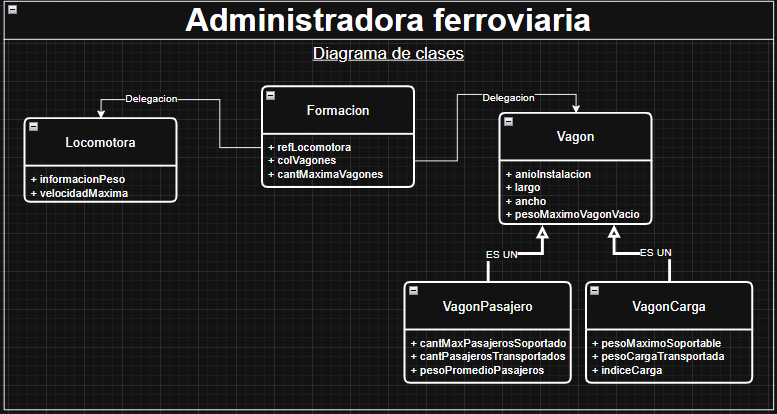 Administradora ferroviaria
Diagrama de clases
Delegacion
Delegacion
Formacion
+ refLocomotora
+ colVagones
+ cantMaximaVagones
Locomotora
+ informacionPeso
+ velocidadMaxima
Vagon
+ anioInstalacion
+ largo
+ ancho
+ pesoMaximoVagonVacio
ES UN
ES UN
VagonPasajero
+ cantMaxPasajerosSoportado
+ cantPasajerosTransportados
+ pesoPromedioPasajeros
VagonCarga
+ pesoMaximoSoportable
+ pesoCargaTransportada
+ indiceCarga